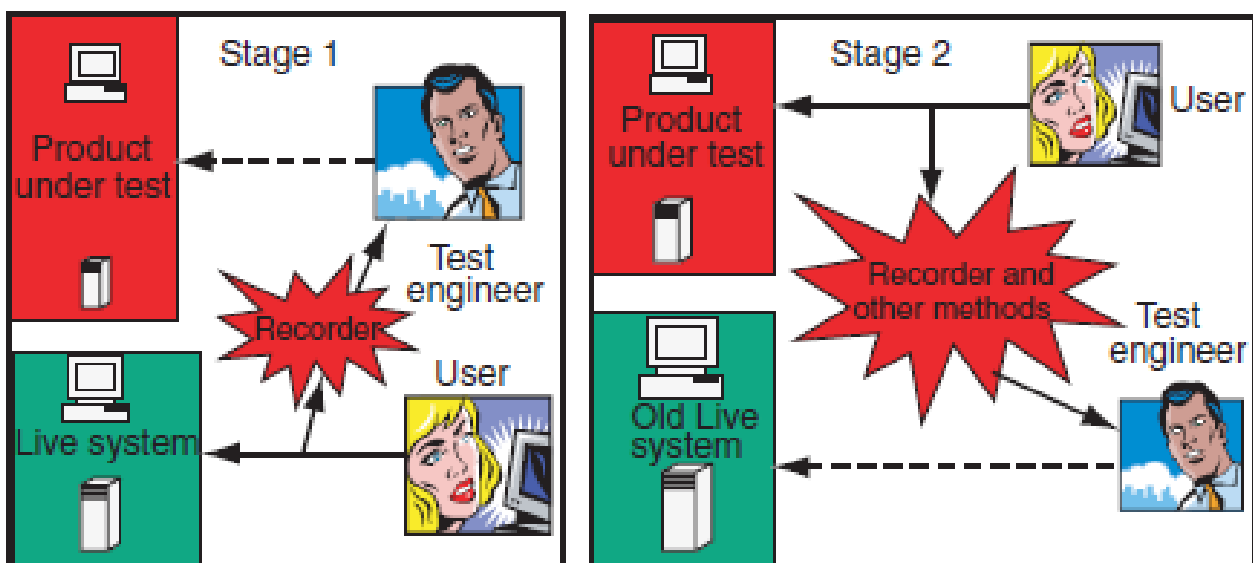 Stage 1
Product
under test
Test
engineer
Recorder
User
Live system
Stage 2
User
Product
under test
Recorder and
other methods
Test
engineer
Old Live
system